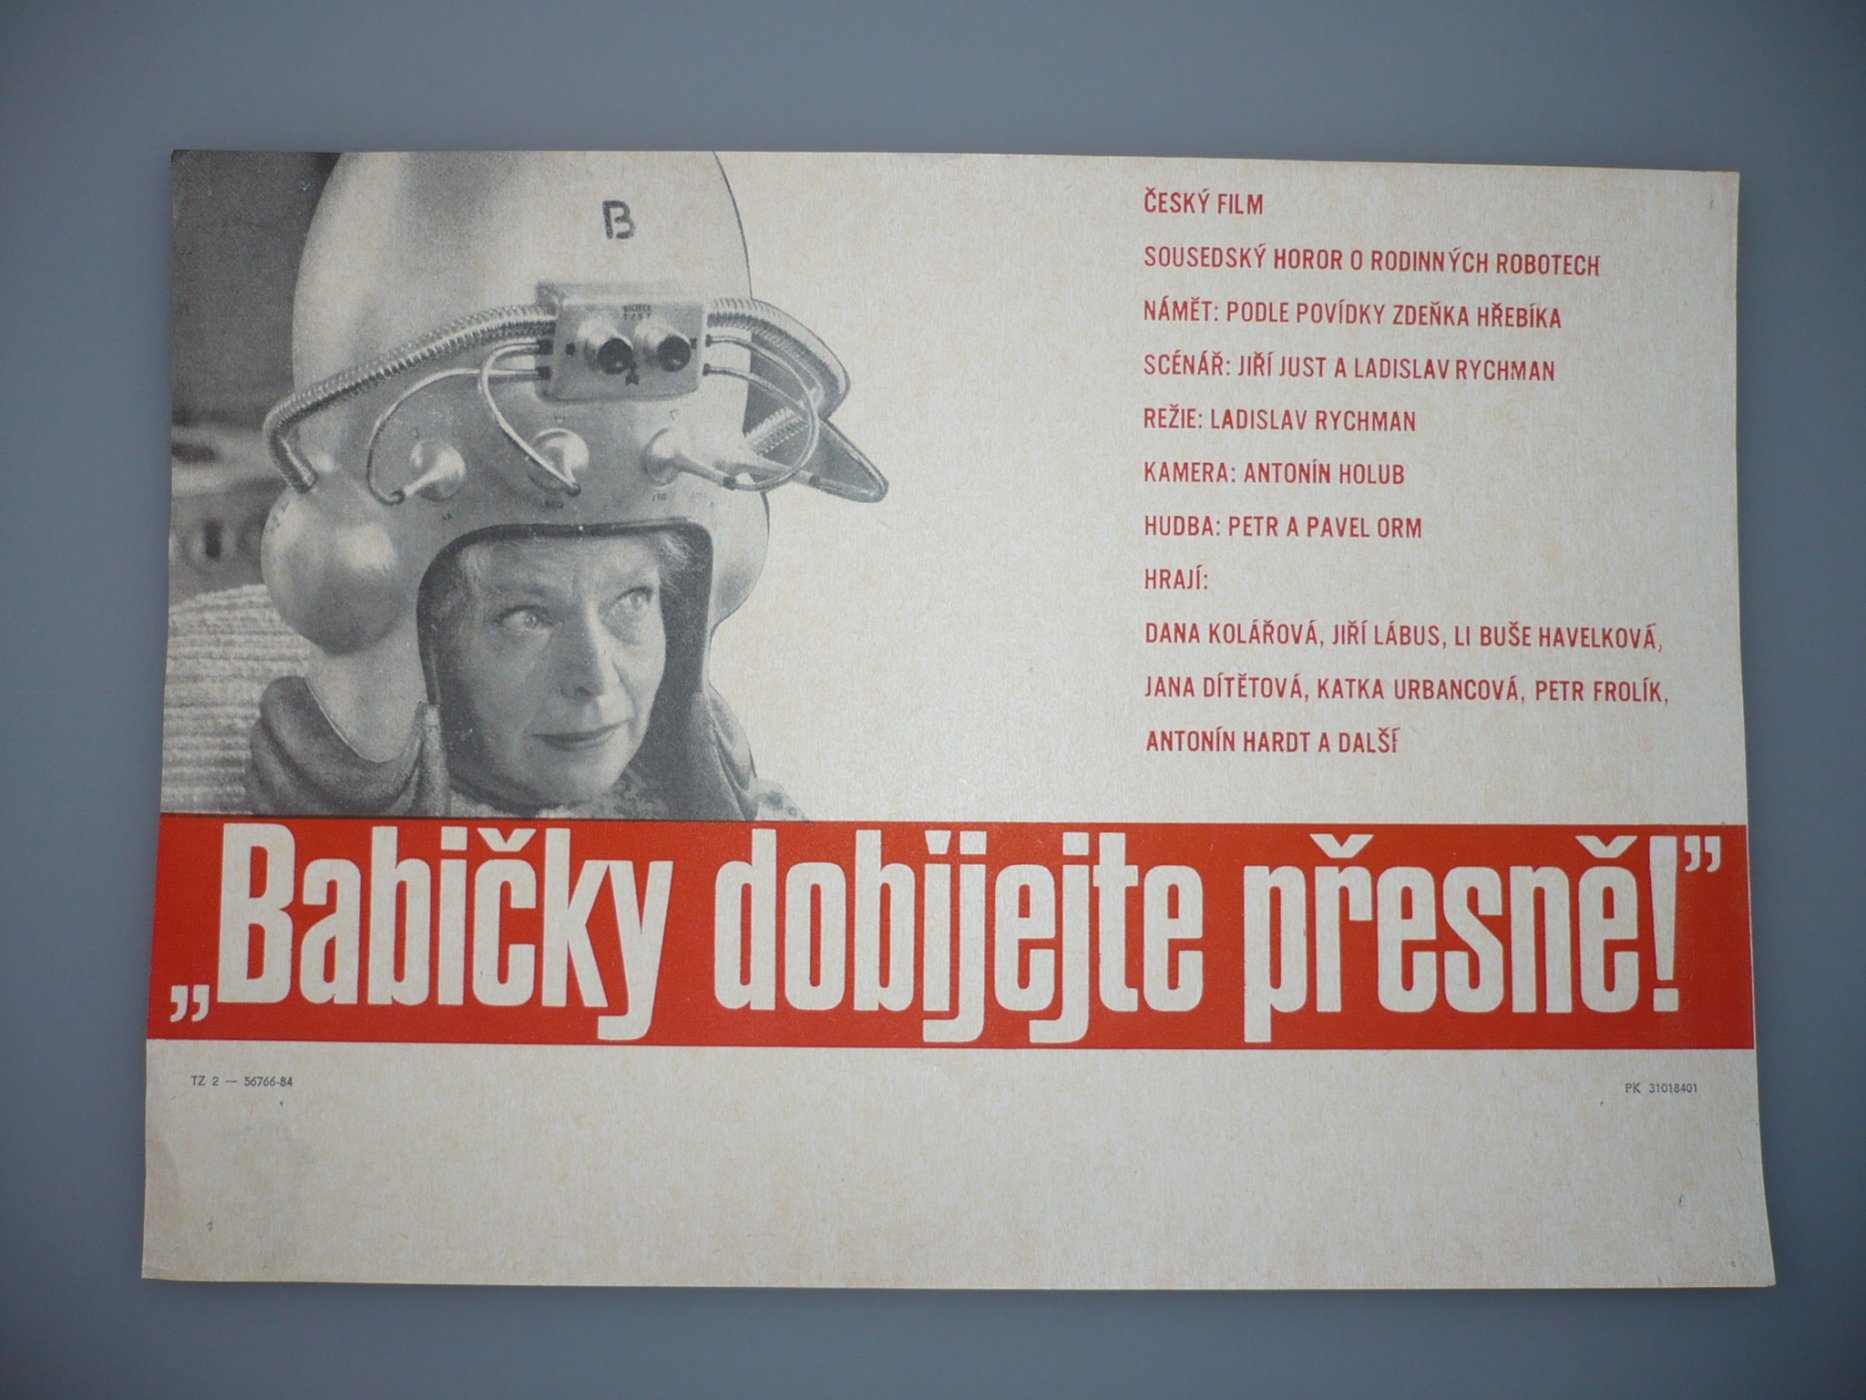 B
ČESKÝ FILM
SOUSEDSKÝ HOROR O RODINNÝCH ROBOTECH
NÁMĚT: PODLE POVÍDKY ZDEŇKA HŘEBÍKA
SCÉNÁŘ: JIŘÍ JUST A LADISLAV RYCHMAN
REŽIE: LADISLAV RYCHMAN
KAMERA: ANTONÍN HOLUB
HUDBA: PETR A PAVEL ORM
HRAJÍ:
DANA KOLÁŘOVÁ, JIŘÍ LÁBUS, LI BUŠE HAVELKOVÁ,
JANA DÍTĚTOVÁ, KATKA URBANCOVÁ, PETR FROLÍK,
ANTONÍN HARDT A DALŠÍ
„Babičky dobíjejte přesně!”
TZ 2 — 56766-84
PK 31018401